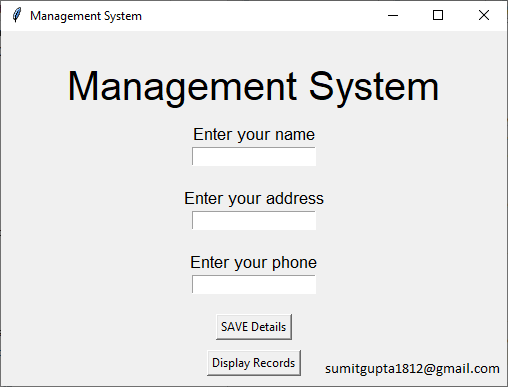 Management System
Management System
Enter your name
Enter your address
Enter your phone
SAVE Details
Display Records
sumitgupta1812@gmail.com